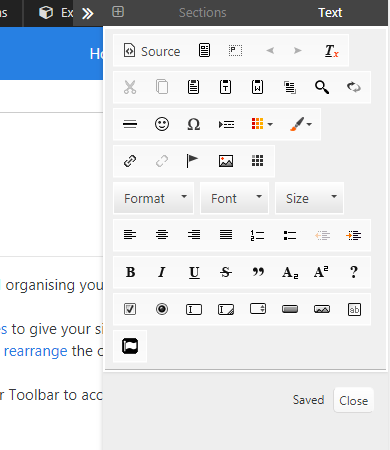 Ex
Sections
Text
Source
Format
Font
Size
B I U S
organising you
es to give your si
rearrange the c
r Toolbar to acc
Saved
Close